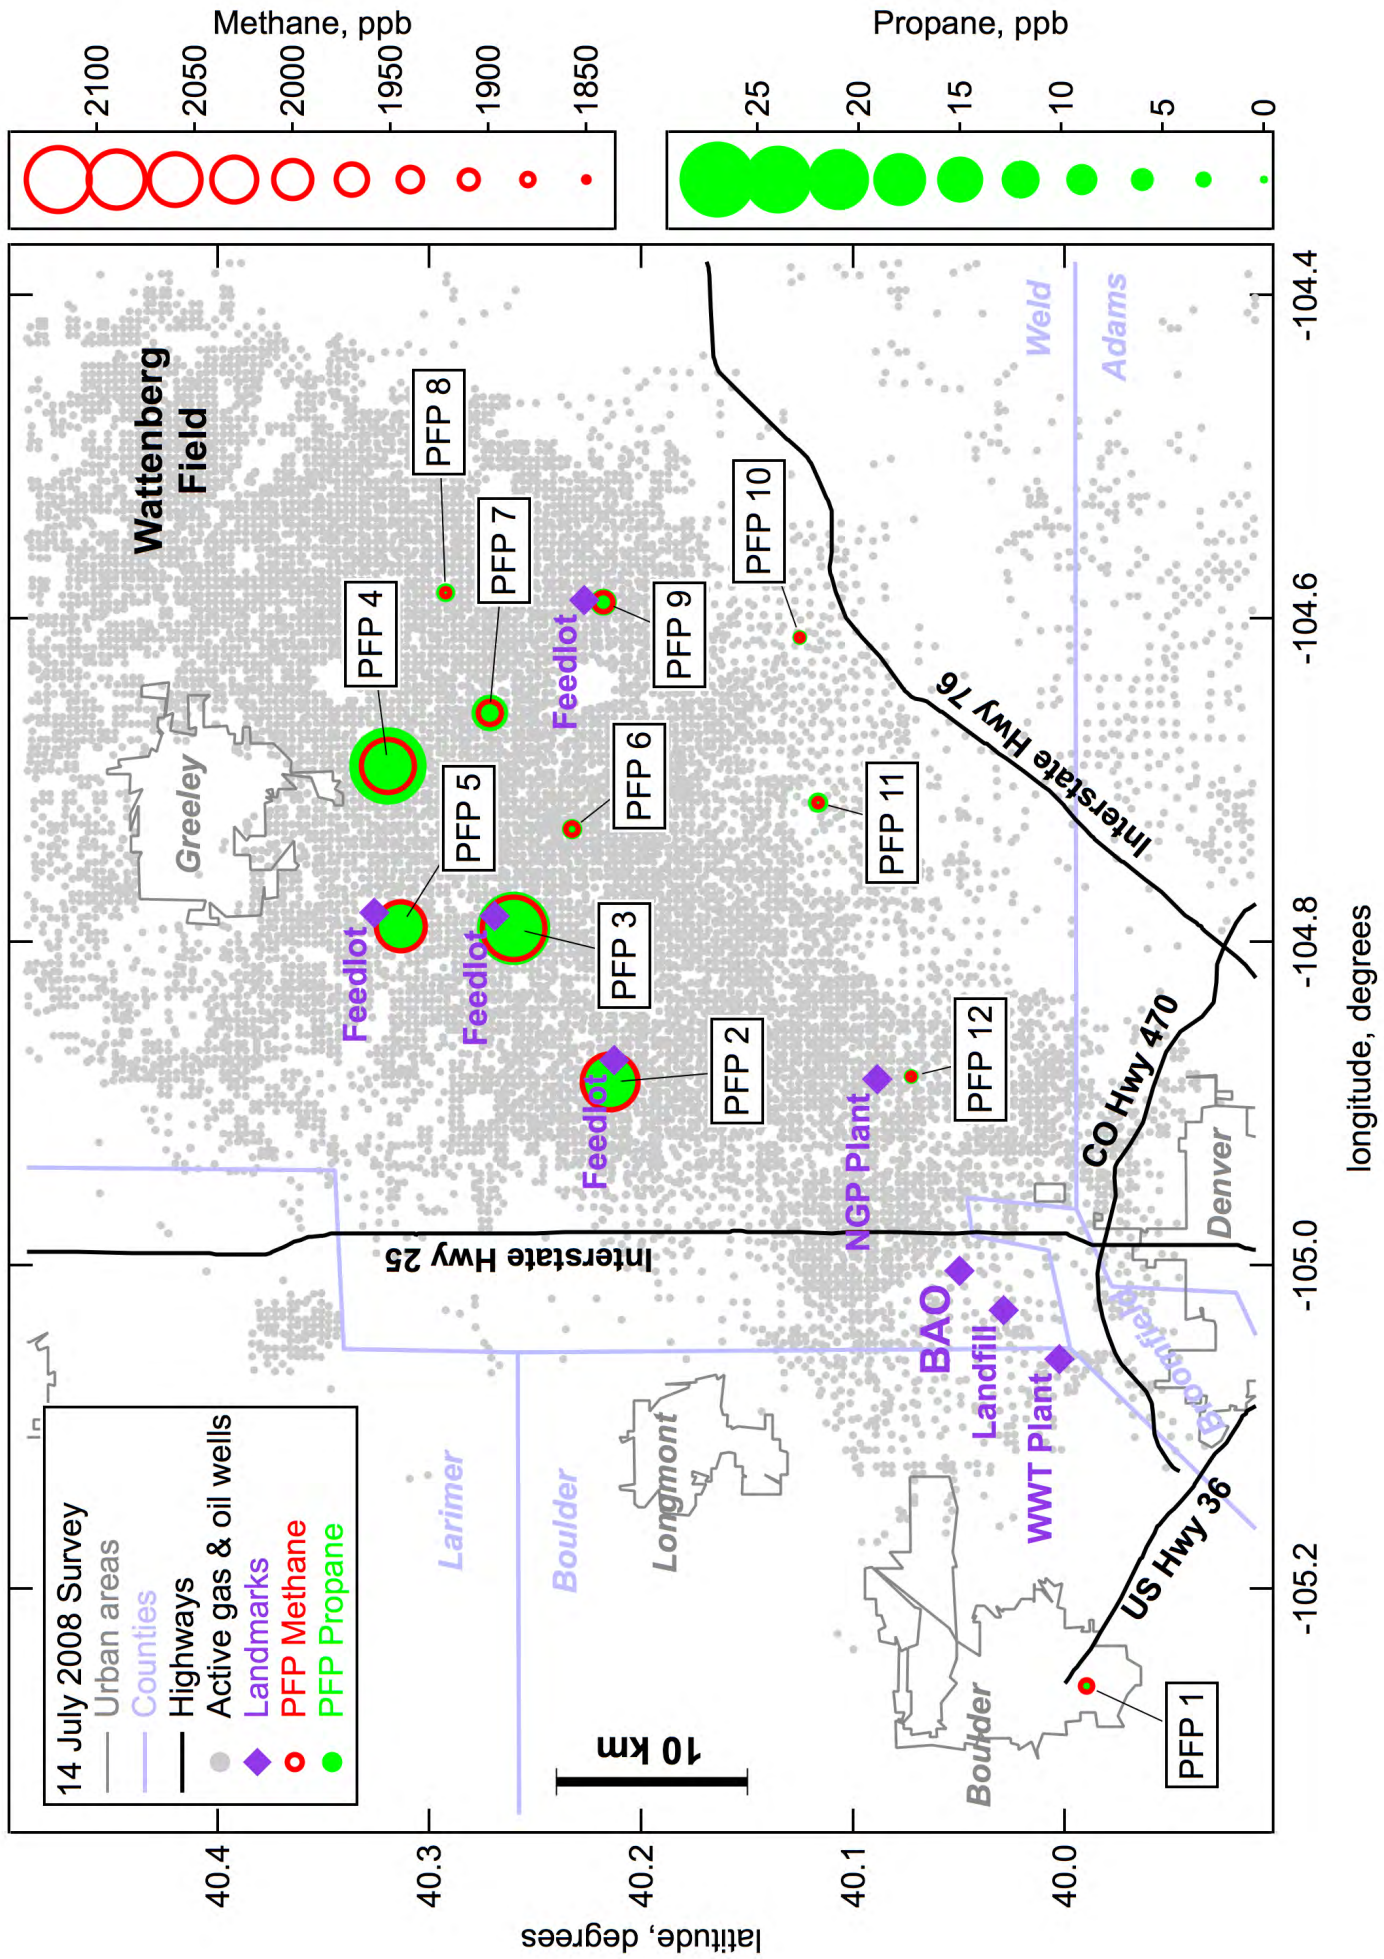 14 July 2008 Survey
Urban areas
Counties
Highways
Active gas & oil wells
Landmarks
PFP Methane
PFP Propane
Wattenberg
Field
Greeley
PFP 8
PFP 4
PFP 7
PFP 5
Feedlot
PFP 9
Feedlot
Feedlot
PFP 6
PFP 3
Feedlot
PFP 2
PFP 10
PFP 11
PFP 12
PFP 1
Larimer
Boulder
Longmont
Boulder
Weld
Adams
Broomfield
Denver
Interstate Hwy 25
Interstate Hwy 76
CO Hwy 470
US Hwy 36
NGP Plant
BAO
Landfill
WWT Plant
10 km
40.4
40.3
40.2
40.1
40.0
latitude, degrees
-105.2
-105.0
-104.8
-104.6
-104.4
longitude, degrees
2100
2050
2000
1950
1900
1850
Methane, ppb
25
20
15
10
5
0
Propane, ppb